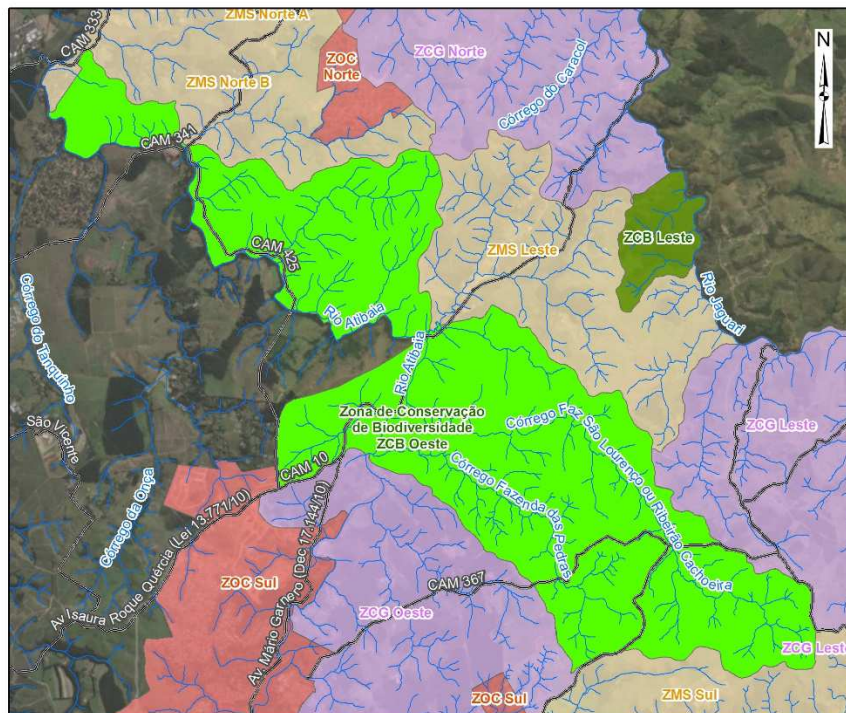 CAM 333
ZMS Norte A
ZCG Norte
N
ZOC
Norte
ZMS Norte B
Córrego do Caracol
CAM 341
ZCB Leste
ZMS Leste
CAM 425
Rio Jaguari
Rio Atibaia
Córrego do Tanquinho
Rio Atibaia
Zona de Conservação
de Biodiversidade
ZCB Oeste
Córrego Faz São Lourenço ou Ribeirão Cachoeira
ZCG Leste
São Vicente
CAM 10
Córrego Fazenda das Pedras
Córrego da Onça
Av Isaura Roque Quércia (Lei 13.771/10)
Av. Mário Garnero (Dec 17.144/10)
ZOC Sul
CAM 367
ZCG Oeste
ZCG Leste
ZOC Sul
ZMS Sul